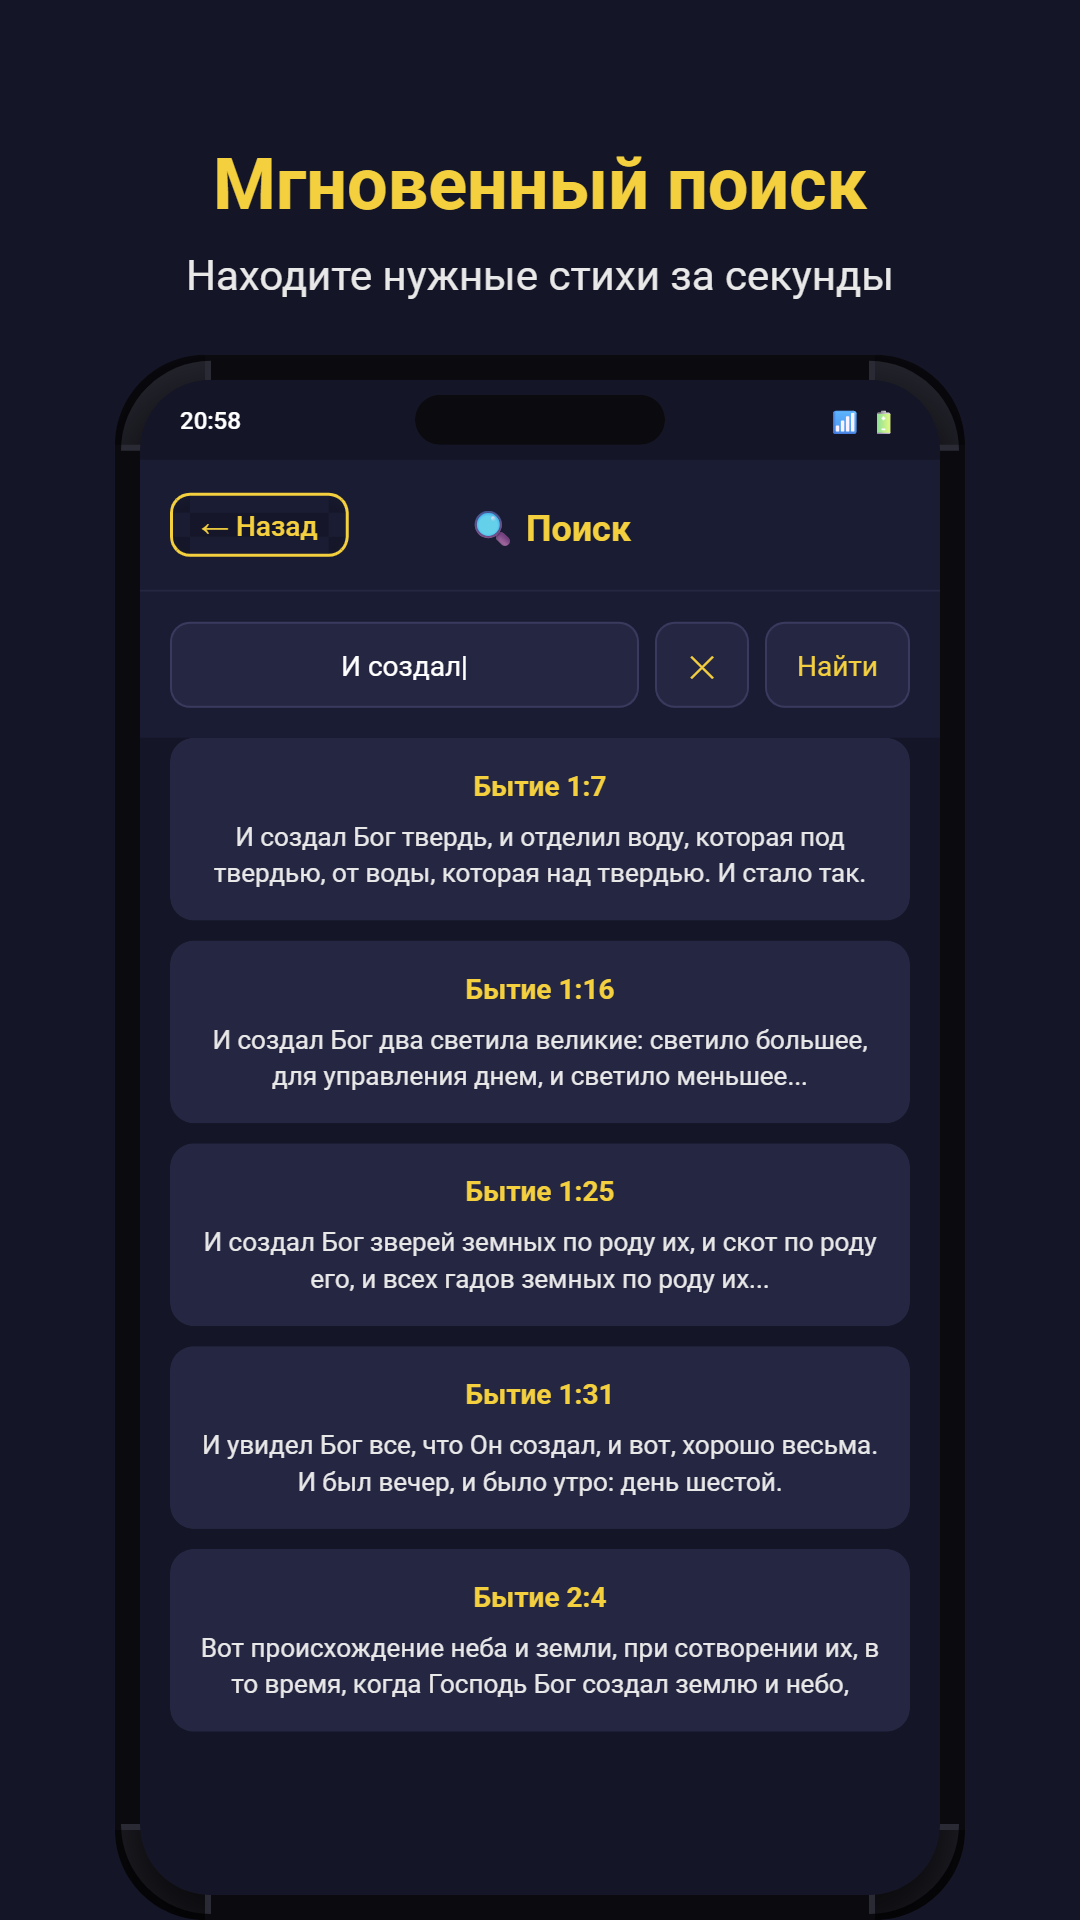 Мгновенный поиск
Находите нужные стихи за секунды
20:58
← Назад
Поиск
И создал|
Найти
Бытие 1:7
И создал Бог твердь, и отделил воду, которая под
твердью, от воды, которая над твердью. И стало так.
Бытие 1:16
И создал Бог два светила великие: светило большее,
для управления днем, и светило меньшее...
Бытие 1:25
И создал Бог зверей земных по роду их, и скот по роду
его, и всех гадов земных по роду их...
Бытие 1:31
И увидел Бог все, что Он создал, и вот, хорошо весьма.
И был вечер, и было утро: день шестой.
Бытие 2:4
Вот происхождение неба и земли, при сотворении их, в
то время, когда Господь Бог создал землю и небо,